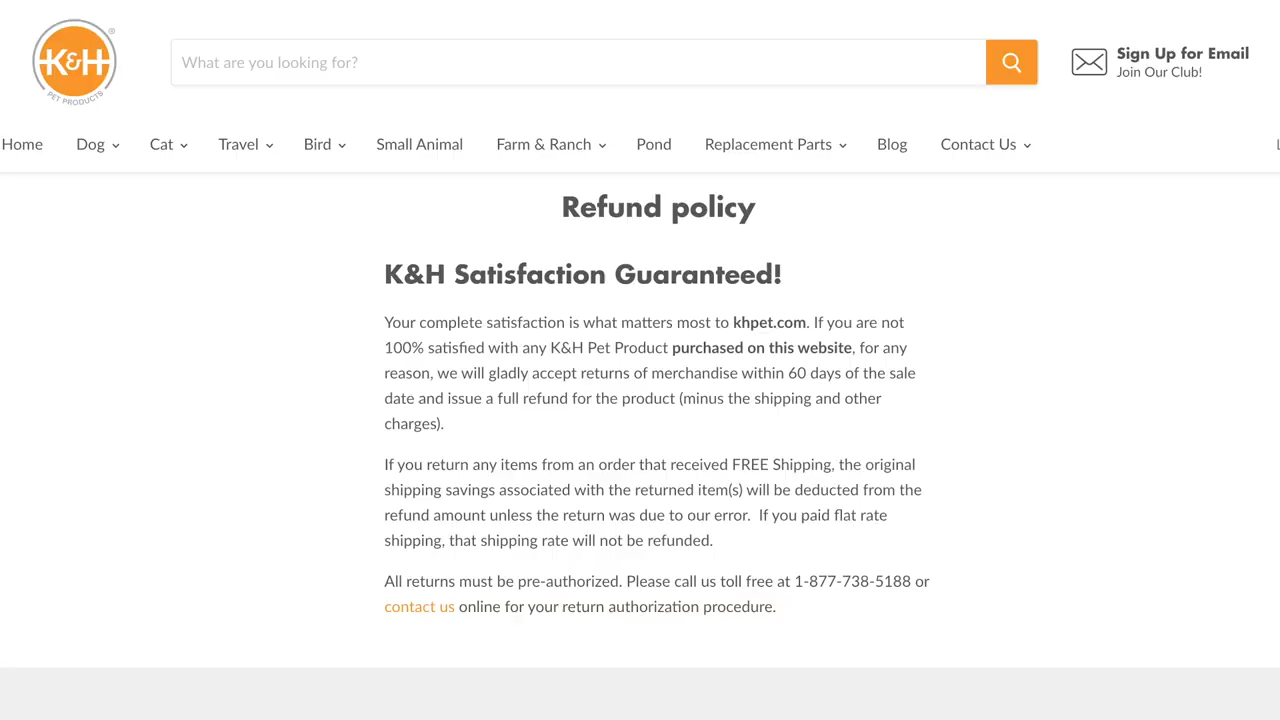 K&H
®
PET PRODUCTS
What are you looking for?
Sign Up for Email
Join Our Club!
Home Dog Cat Travel Bird Small Animal Farm & Ranch Pond Replacement Parts Blog Contact Us
Refund policy
K&H Satisfaction Guaranteed!
Your complete satisfaction is what matters most to khpet.com. If you are not
100% satisfied with any K&H Pet Product purchased on this website, for any
reason, we will gladly accept returns of merchandise within 60 days of the sale
date and issue a full refund for the product (minus the shipping and other
charges).
If you return any items from an order that received FREE Shipping, the original
shipping savings associated with the returned item(s) will be deducted from the
refund amount unless the return was due to our error.  If you paid flat rate
shipping, that shipping rate will not be refunded.
All returns must be pre-authorized. Please call us toll free at 1-877-738-5188 or
contact us online for your return authorization procedure.